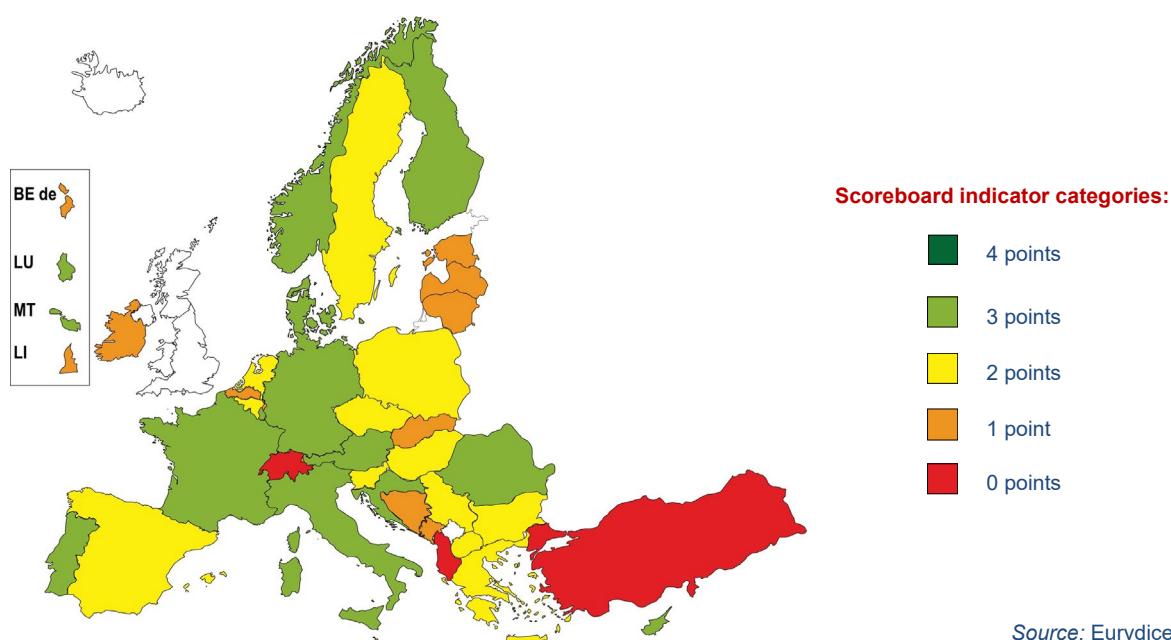 BE de
LU
MT
LI
Scoreboard indicator categories:
4 points
3 points
2 points
1 point
0 points
Source: Eurydice